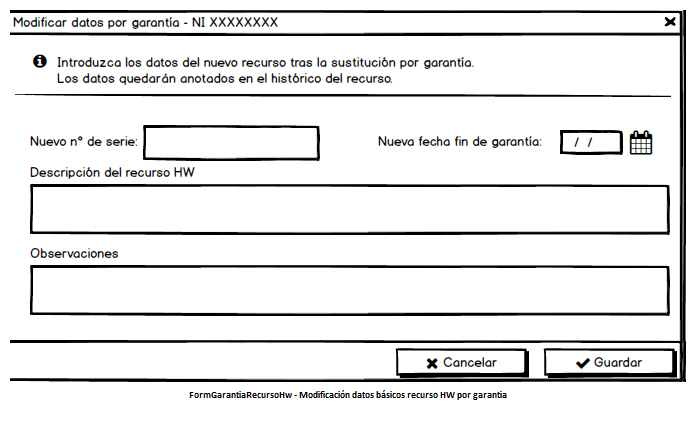 Modificar datos por garantía - NI XXXXXXXX
Introduzca los datos del nuevo recurso tras la sustitución por garantía.
Los datos quedarán anotados en el histórico del recurso.
Nuevo nº de serie:
Nueva fecha fin de garantía: / /
Descripción del recurso HW
Observaciones
Cancelar
Guardar
FormGarantiaRecursoHw - Modificación datos básicos recurso HW por garantia